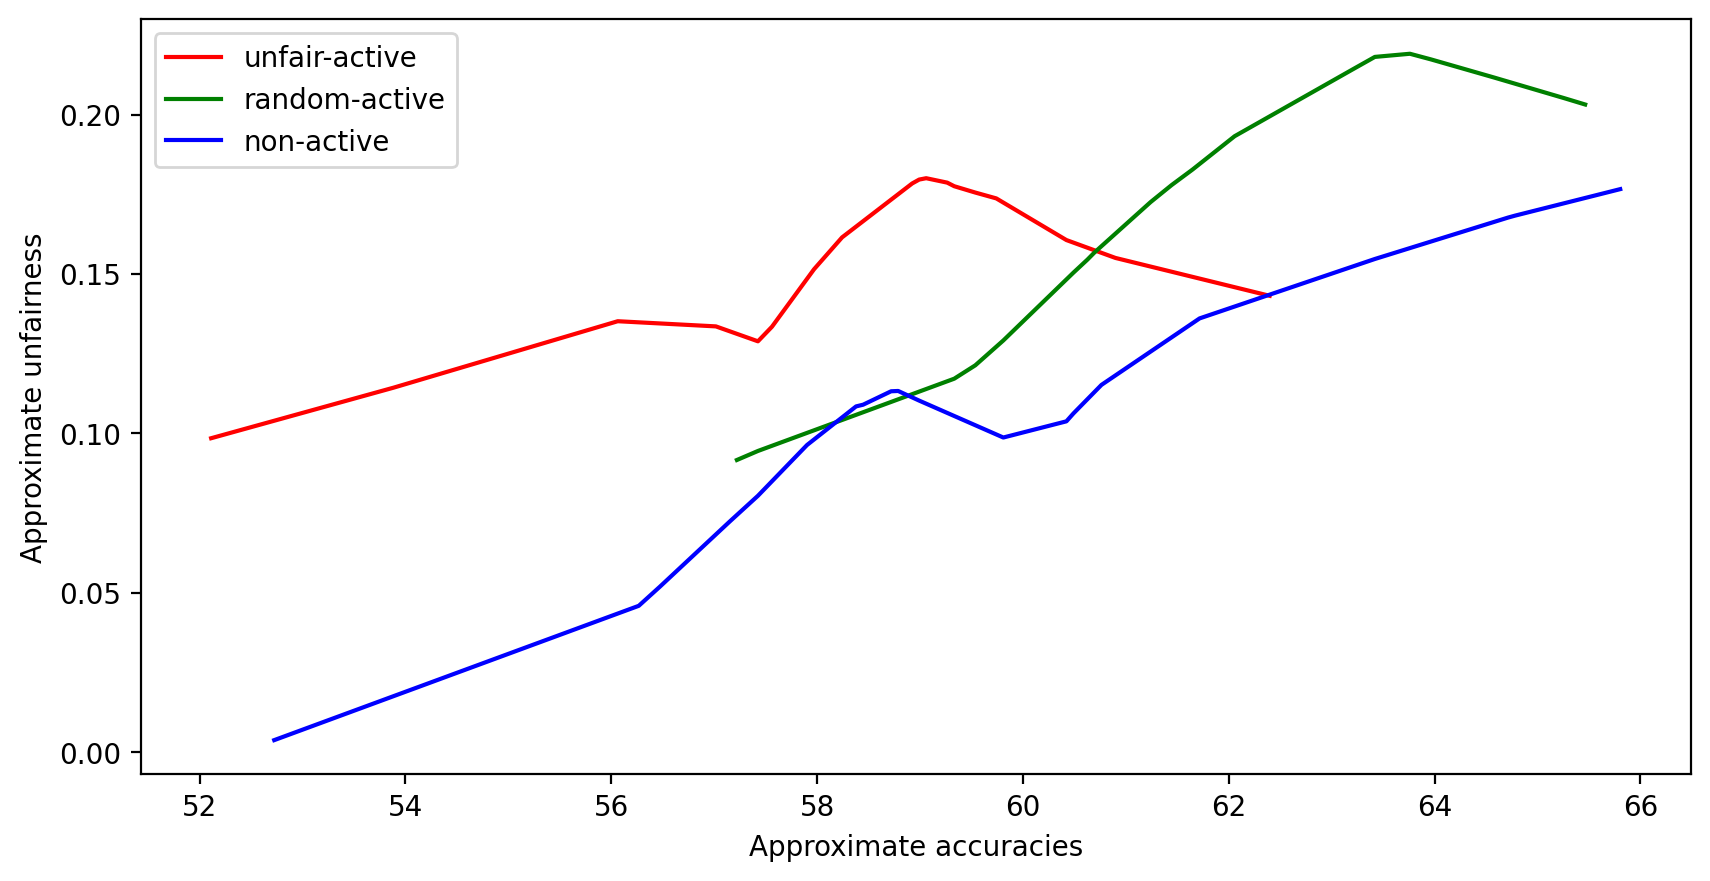 unfair-active
random-active
non-active
0.20
0.15
0.10
0.05
0.00
Approximate unfairness
52 54 56 58 60 62 64 66
Approximate accuracies